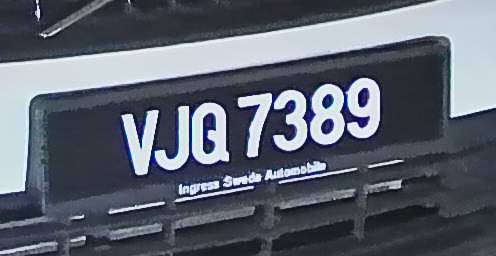 VJQ 7389
Ingress Swede Automobile